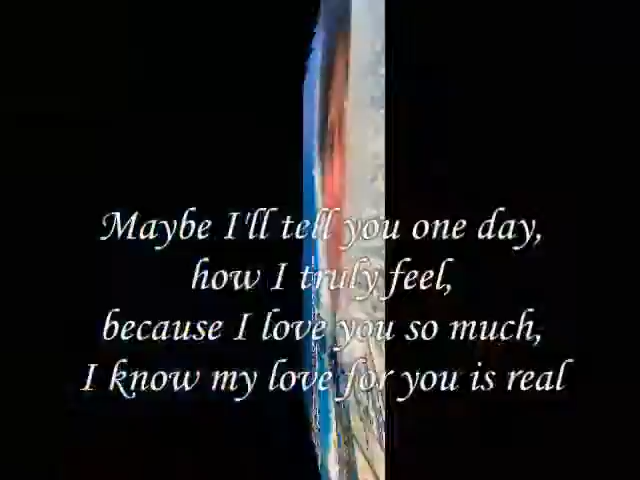 Maybe I'll tell you one day,
how I truly feel,
because I love you so much,
I know my love for you is real